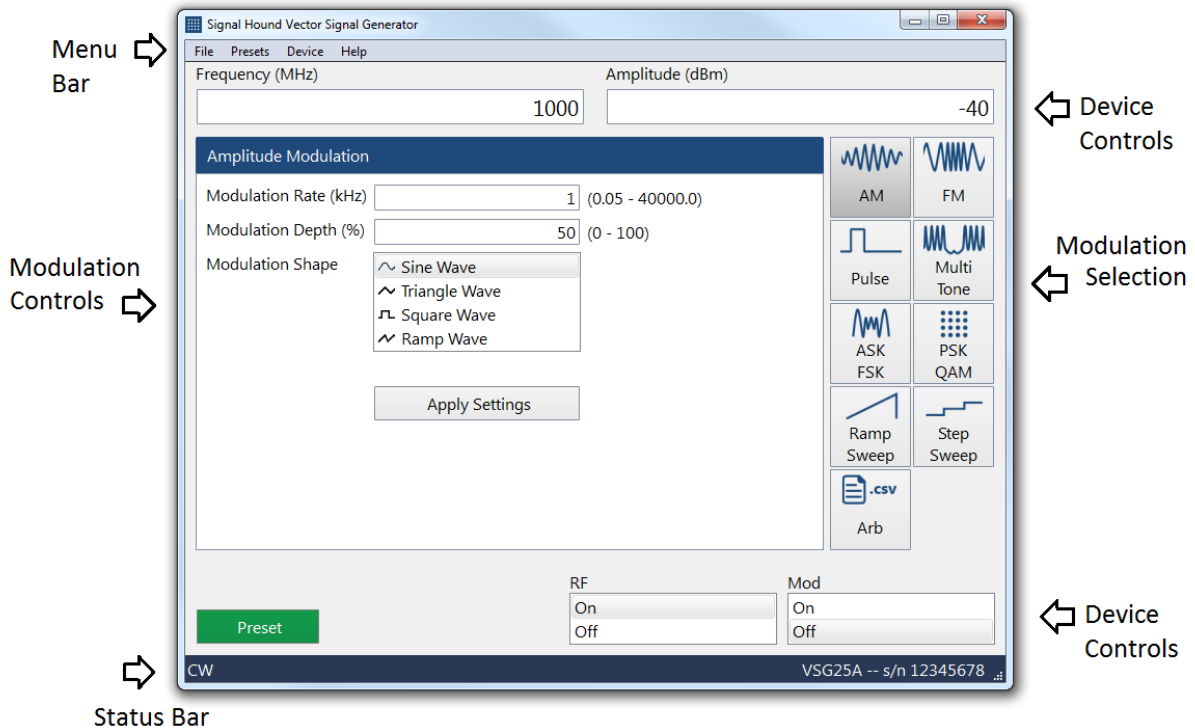 Signal Hound Vector Signal Generator
Menu
Bar
File Presets Device Help
Frequency (MHz)
Amplitude (dBm)
1000
-40
Device
Controls
Amplitude Modulation
Modulation Rate (kHz)
1
(0.05 - 40000.0)
Modulation Depth (%)
50
(0 - 100)
Modulation Shape
Sine Wave
Triangle Wave
Square Wave
Ramp Wave
Apply Settings
Modulation
Controls
AM
FM
Pulse
Multi
Tone
ASK
FSK
PSK
QAM
Ramp
Sweep
Step
Sweep
.csv
Arb
Modulation
Selection
RF
On
Off
Mod
On
Off
Preset
Device
Controls
CW
VSG25A -- s/n 12345678
Status Bar